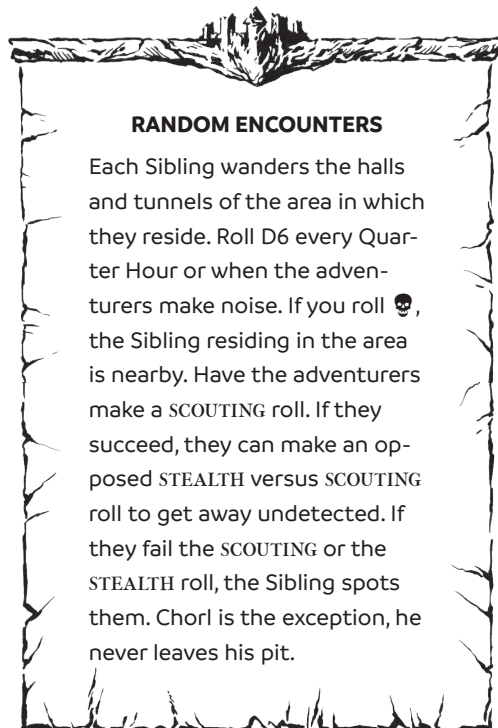 RANDOM ENCOUNTERS
Each Sibling wanders the halls
and tunnels of the area in which
they reside. Roll D6 every Quar-
ter Hour or when the adven-
turers make noise. If you roll 💀,
the Sibling residing in the area
is nearby. Have the adventurers
make a SCOUTING roll. If they
succeed, they can make an op-
posed STEALTH versus SCOUTING
roll to get away undetected. If
they fail the SCOUTING or the
STEALTH roll, the Sibling spots
them. Chorl is the exception, he
never leaves his pit.